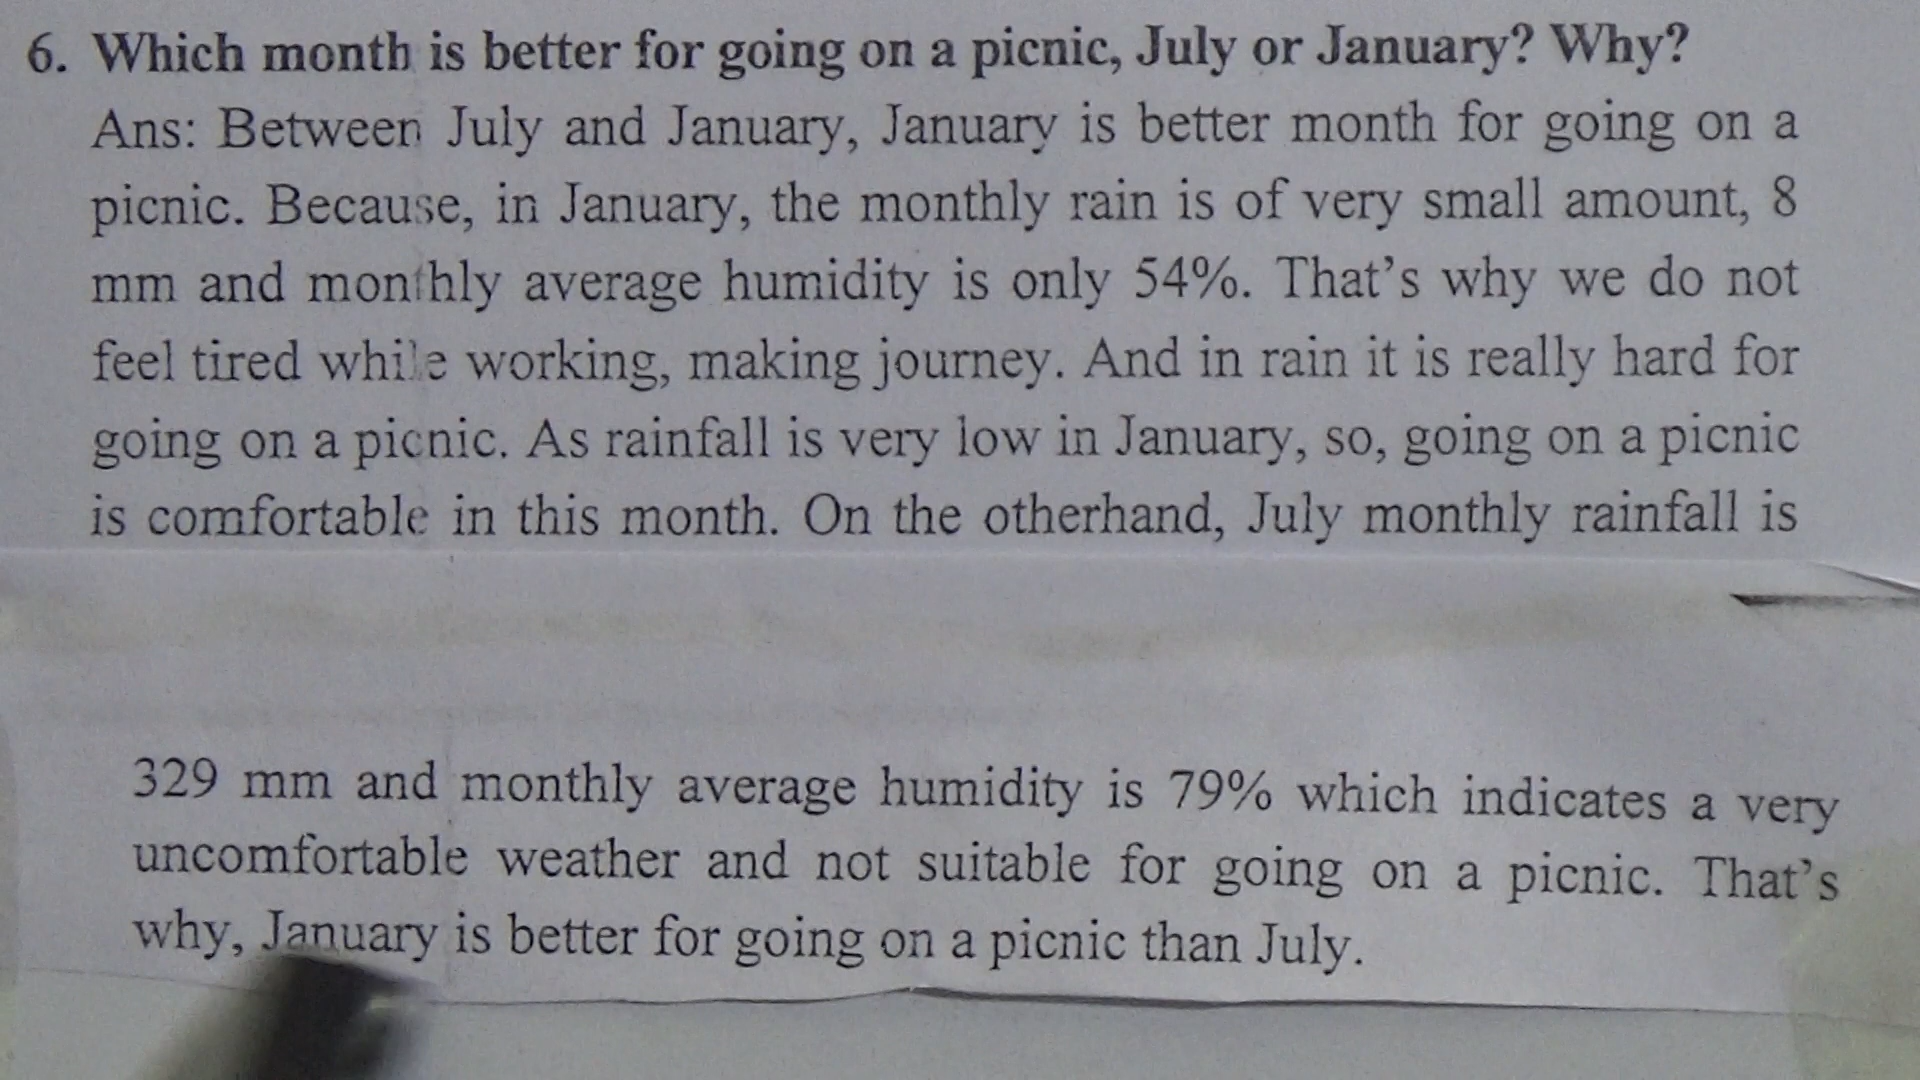 6. Which month is better for going on a picnic, July or January? Why?
Ans: Between July and January, January is better month for going on a
picnic. Because, in January, the monthly rain is of very small amount, 8
mm and monthly average humidity is only 54%. That's why we do not
feel tired while working, making journey. And in rain it is really hard for
going on a picnic. As rainfall is very low in January, so, going on a picnic
is comfortable in this month. On the otherhand, July monthly rainfall is
329 mm and monthly average humidity is 79% which indicates a very
uncomfortable weather and not suitable for going on a picnic. That's
why, January is better for going on a picnic than July.